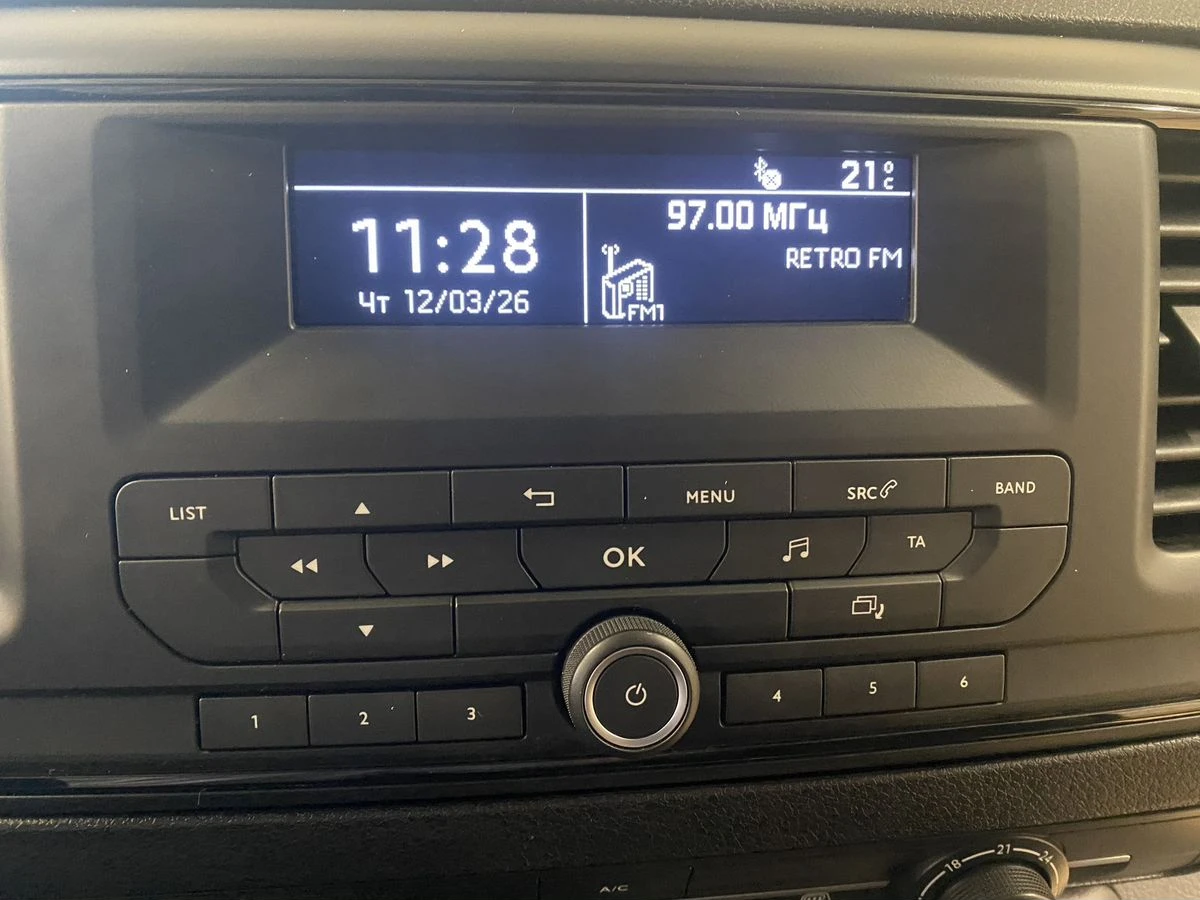 21°C
11:28
Чт 12/03/26
97.00 МГц
RETRO FM
FM1
LIST
MENU
SRC
BAND
OK
TA
1
2
3
4
5
6
A/C
18 21 24